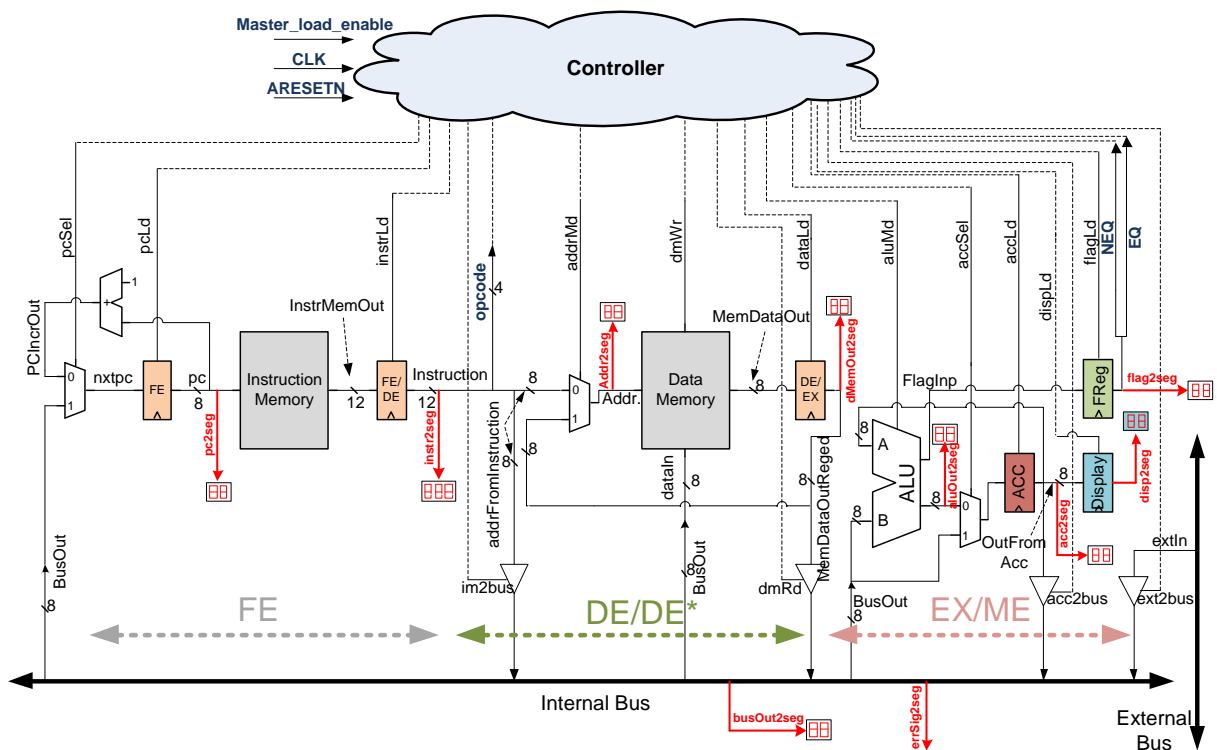 Master_load_enable
CLK
ARESETN
Controller
pcSel
pcLd
instrLd
opcode
4
addrMd
dmWr
dataLd
aluMd
accSel
accLd
dispLd
flagLd
NEQ
EQ
1
+
PCIncrOut
0
1
nxtpc
FE
pc
8
pc2seg
Instruction
Memory
InstrMemOut
12
FE/
DE
Instruction
12
instr2seg
8
addrFromInstruction
8
8
0
1
Addr2seg
Addr.
Data
Memory
MemDataOut
8
DE/
EX
dMemOut2seg
FlagInp
FReg
flag2seg
8
A
B
ALU
8
8
aluOut2seg
0
1
ACC
8
OutFrom
Acc
acc2seg
Display
disp2seg
extIn
dataIn
8
8
MemDataOutReged
BusOut
8
im2bus
BusOut
8
dmRd
BusOut
acc2bus
ext2bus
FE
DE/DE*
EX/ME
Internal Bus
busOut2seg
errSig2seg
External
Bus